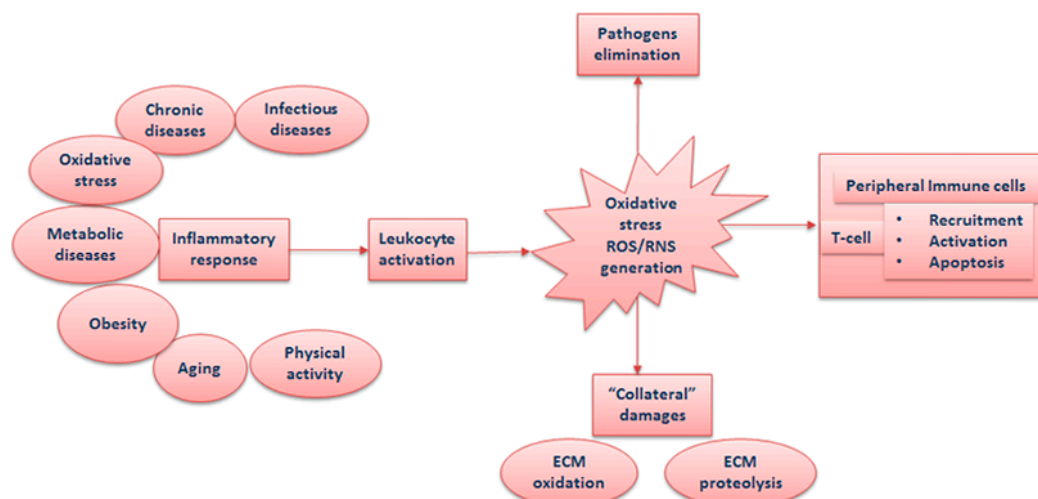 Pathogens
elimination
Chronic
diseases
Infectious
diseases
Oxidative
stress
Metabolic
diseases
Inflammatory
response
Leukocyte
activation
Oxidative
stress
ROS/RNS
generation
Peripheral Immune cells
T-cell
• Recruitment
• Activation
• Apoptosis
Obesity
Aging
Physical
activity
“Collateral”
damages
ECM
oxidation
ECM
proteolysis